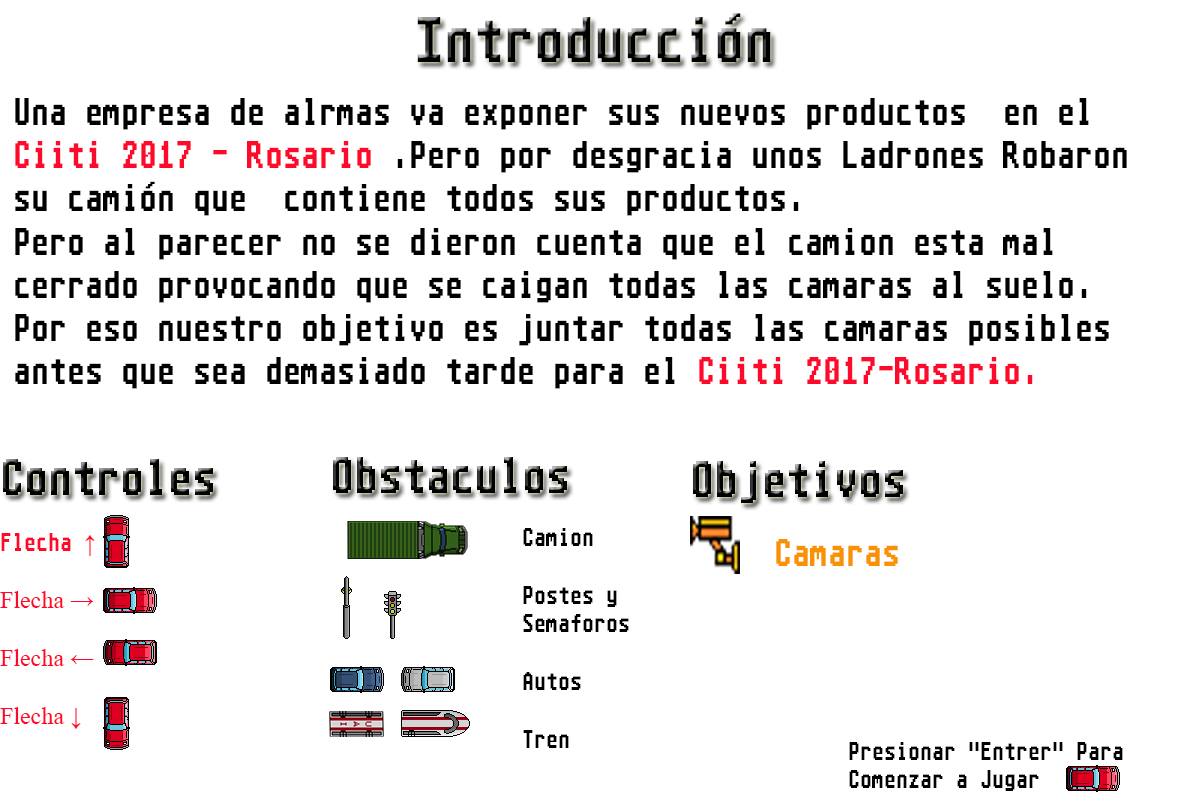 Introducción
Una empresa de alrmas va exponer sus nuevos productos en el
Ciiti 2017 - Rosario .Pero por desgracia unos Ladrones Robaron
su camión que contiene todos sus productos.
Pero al parecer no se dieron cuenta que el camion esta mal
cerrado provocando que se caigan todas las camaras al suelo.
Por eso nuestro objetivo es juntar todas las camaras posibles
antes que sea demasiado tarde para el Ciiti 2017-Rosario.
Controles
Flecha ↑
Flecha →
Flecha ←
Flecha ↓
Obstaculos
Camion
Postes y
Semaforos
Autos
Tren
Objetivos
Camaras
Presionar "Entrer" Para
Comenzar a Jugar